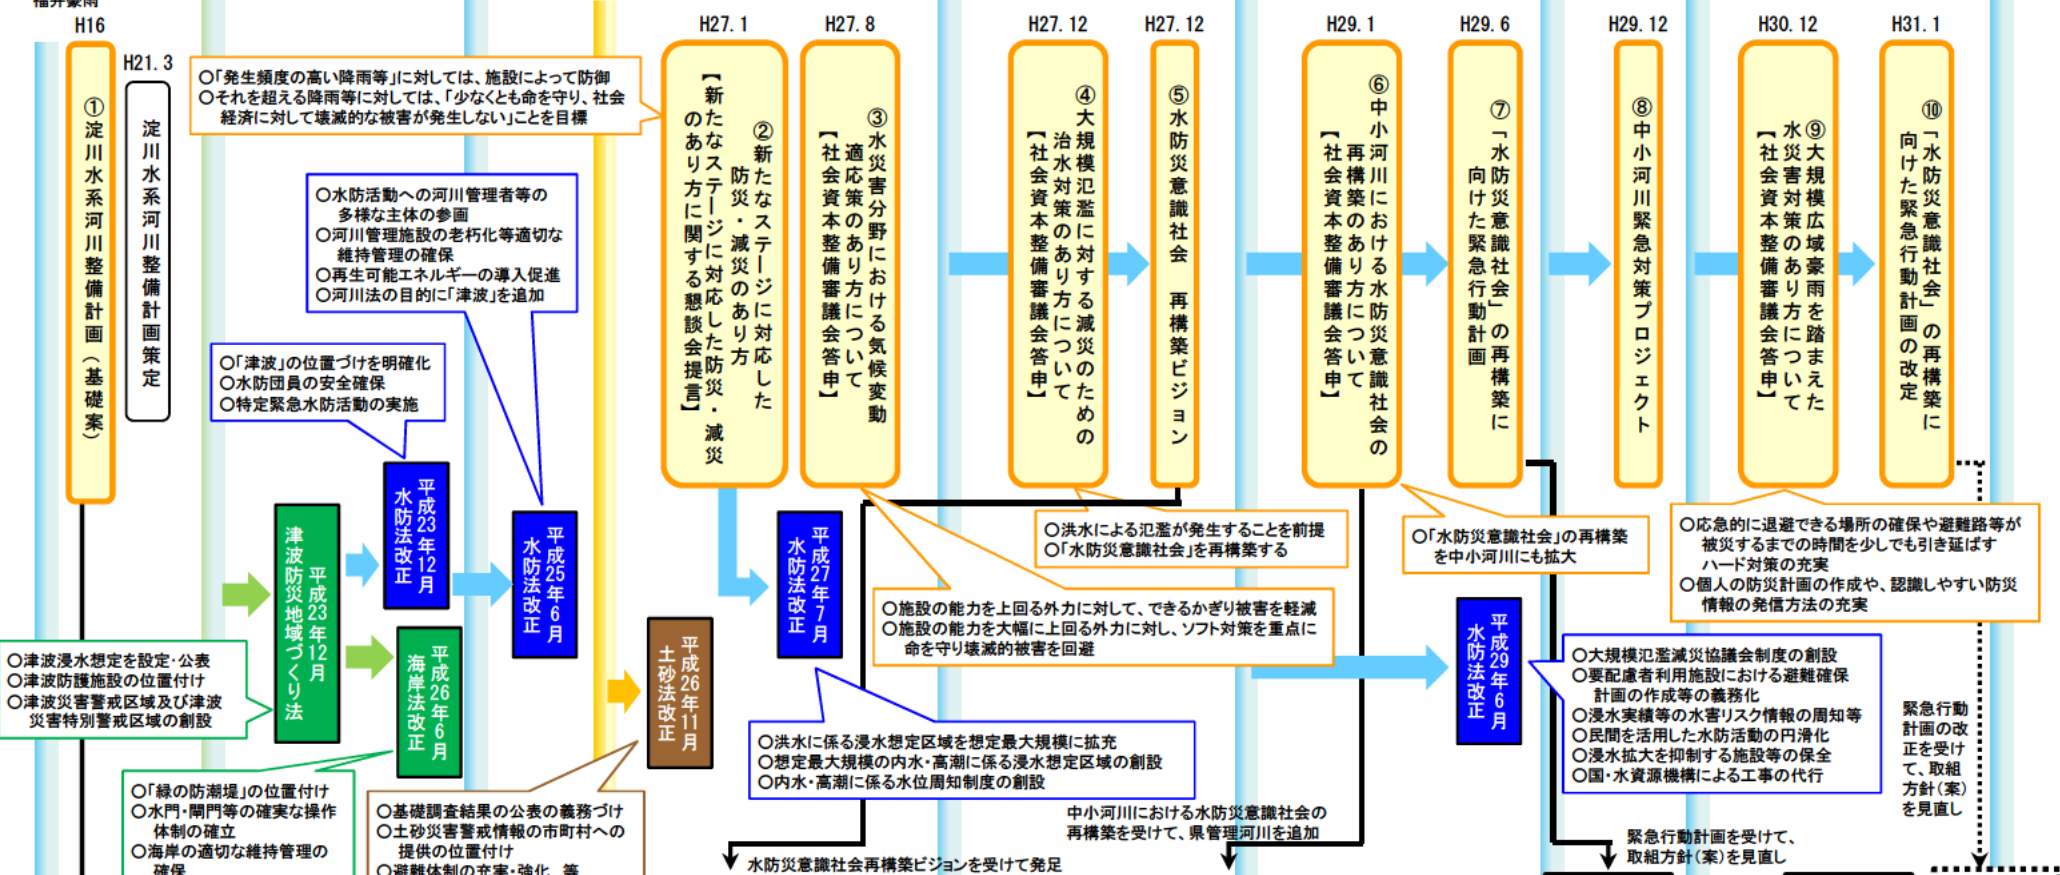 福井豪雨
H16
H21.3
H27.1
H27.8
H27.12
H27.12
H29.1
H29.6
H29.12
H30.12
H31.1
①淀川水系河川整備計画(基礎案)
淀川水系河川整備計画策定
○「発生頻度の高い降雨等」に対しては、施設によって防御
○それを超える降雨等に対しては、「少なくとも命を守り、社会
経済に対して壊滅的な被害が発生しない」ことを目標
②新たなステージに対応した
防災・減災のあり方
【新たなステージに対応した防災・減災
のあり方に関する懇談会提言】
③水災害分野における気候変動
適応策のあり方について
【社会資本整備審議会答申】
④大規模氾濫に対する減災のための
治水対策のあり方について
【社会資本整備審議会答申】
⑤水防災意識社会 再構築ビジョン
⑥中小河川における水防災意識社会の
再構築のあり方について
【社会資本整備審議会答申】
⑦「水防災意識社会」の再構築に
向けた緊急行動計画
⑧中小河川緊急対策プロジェクト
⑨大規模広域豪雨を踏まえた
水災害対策のあり方について
【社会資本整備審議会答申】
⑩「水防災意識社会」の再構築に
向けた緊急行動計画の改定
○水防活動への河川管理者等の
多様な主体の参画
○河川管理施設の老朽化等適切な
維持管理の確保
○再生可能エネルギーの導入促進
○河川法の目的に「津波」を追加
○「津波」の位置づけを明確化
○水防団員の安全確保
○特定緊急水防活動の実施
平成23年12月
水防法改正
平成25年6月
水防法改正
平成27年7月
水防法改正
平成23年12月
津波防災地域づくり法
平成26年6月
海岸法改正
平成26年11月
土砂法改正
平成29年6月
水防法改正
○洪水による氾濫が発生することを前提
○「水防災意識社会」を再構築する
○「水防災意識社会」の再構築
を中小河川にも拡大
○応急的に退避できる場所の確保や避難路等が
被災するまでの時間を少しでも引き延ばす
ハード対策の充実
○個人の防災計画の作成や、認識しやすい防災
情報の発信方法の充実
○施設の能力を上回る外力に対して、できるかぎり被害を軽減
○施設の能力を大幅に上回る外力に対し、ソフト対策を重点に
命を守り壊滅的被害を回避
○津波浸水想定を設定・公表
○津波防護施設の位置付け
○津波災害警戒区域及び津波
災害特別警戒区域の創設
○大規模氾濫減災協議会制度の創設
○要配慮者利用施設における避難確保
計画の作成等の義務化
○浸水実績等の水害リスク情報の周知等
○民間を活用した水防活動の円滑化
○浸水拡大を抑制する施設等の保全
○国・水資源機構による工事の代行
○洪水に係る浸水想定区域を想定最大規模に拡充
○想定最大規模の内水・高潮に係る浸水想定区域の創設
○内水・高潮に係る水位周知制度の創設
緊急行動
計画の改
正を受け
て、取組
方針(案)
を見直し
○「緑の防潮堤」の位置付け
○水門・閘門等の確実な操作
体制の確立
○海岸の適切な維持管理の
確保
○基礎調査結果の公表の義務づけ
○土砂災害警戒情報の市町村への
提供の位置付け
○避難体制の充実・強化 等
中小河川における水防災意識社会の
再構築を受けて、県管理河川を追加
水防災意識社会再構築ビジョンを受けて発足
緊急行動計画を受けて、
取組方針(案)を見直し